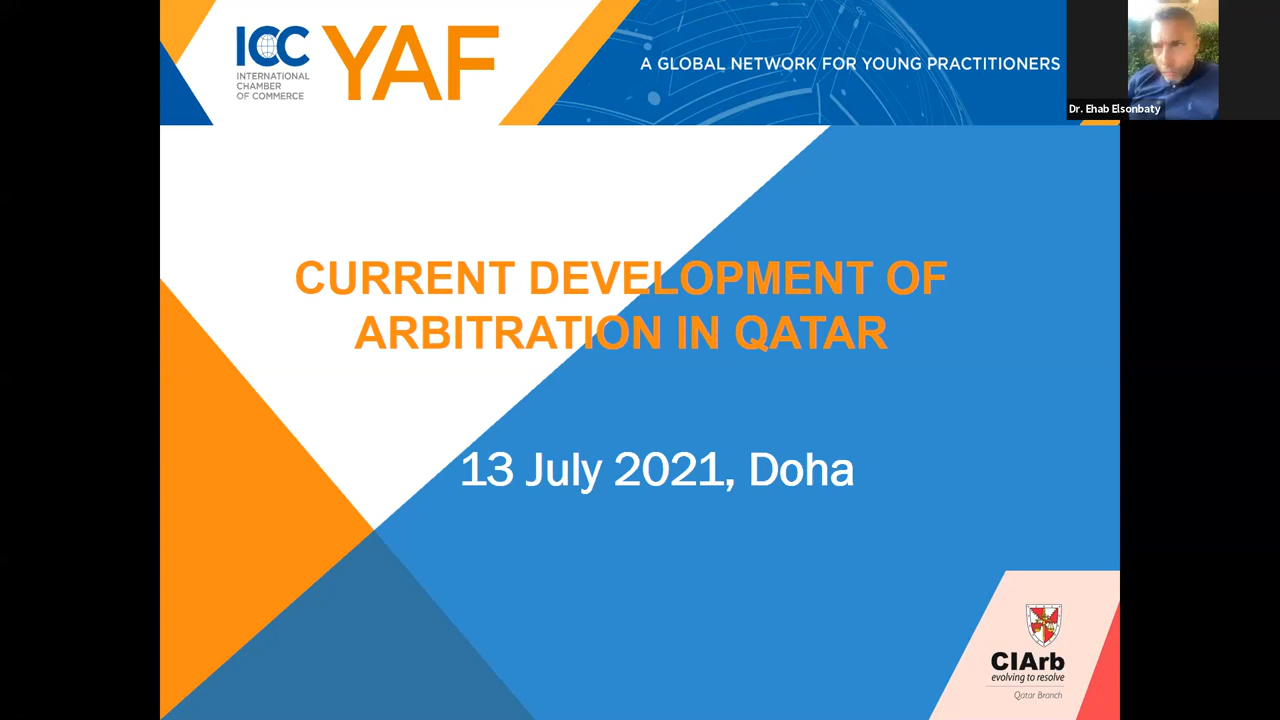 ICC
INTERNATIONAL
CHAMBER
OF COMMERCE
YAF
A GLOBAL NETWORK FOR YOUNG PRACTITIONERS
Dr. Ehab Elsonbaty
CURRENT DEVELOPMENT OF
ARBITRATION IN QATAR
13 July 2021, Doha
CIArb
evolving to resolve
Qatar Branch